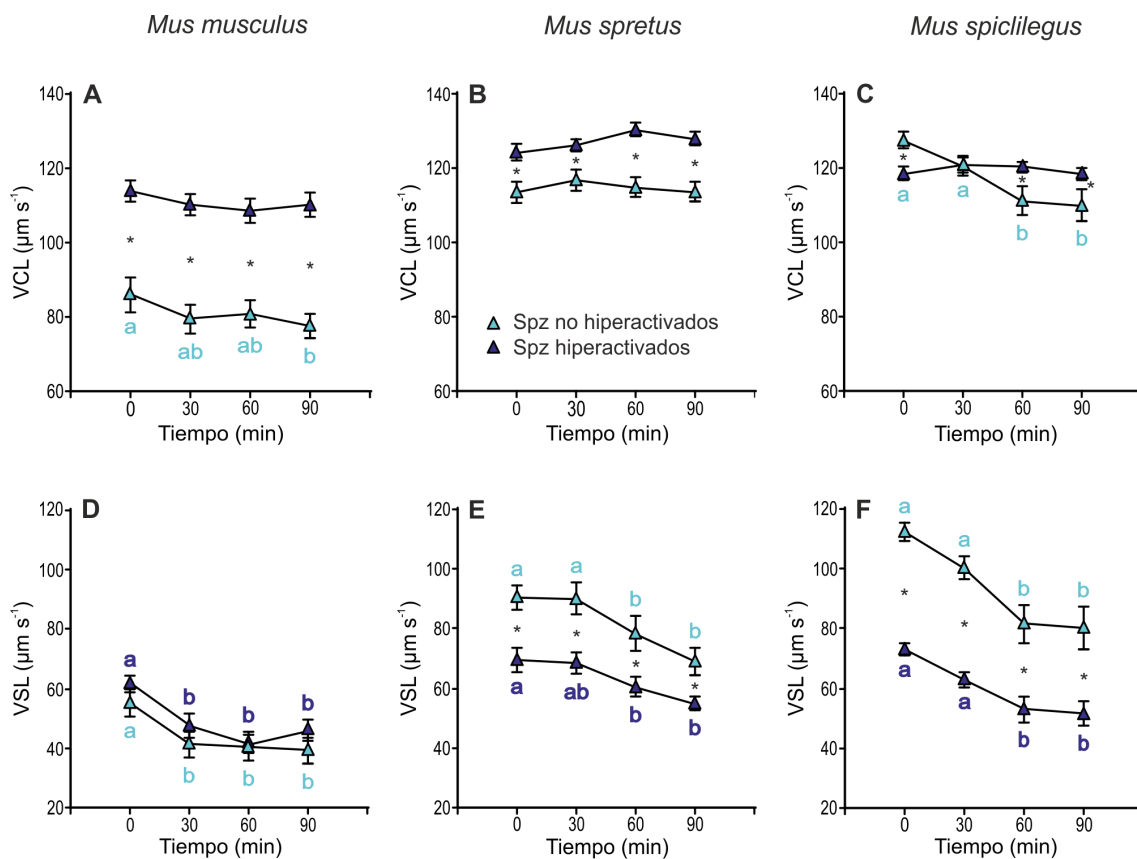 Mus musculus
Mus spretus
Mus spiclilegus
A
140
120
100
80
60
VCL (µm s⁻¹)
*
*
*
*
a
ab
ab
b
0
30
60
90
Tiempo (min)
B
140
120
100
80
60
VCL (µm s⁻¹)
*
*
*
*
Spz no hiperactivados
Spz hiperactivados
0
30
60
90
Tiempo (min)
C
140
120
100
80
60
VCL (µm s⁻¹)
*
*
*
a
a
b
b
0
30
60
90
Tiempo (min)
D
120
100
80
60
40
20
VSL (µm s⁻¹)
a
b
b
b
a
b
b
b
0
30
60
90
Tiempo (min)
E
120
100
80
60
40
20
VSL (µm s⁻¹)
a
a
b
b
*
*
*
*
a
ab
b
b
0
30
60
90
Tiempo (min)
F
120
100
80
60
40
20
VSL (µm s⁻¹)
a
a
b
b
*
*
*
*
a
a
b
b
0
30
60
90
Tiempo (min)